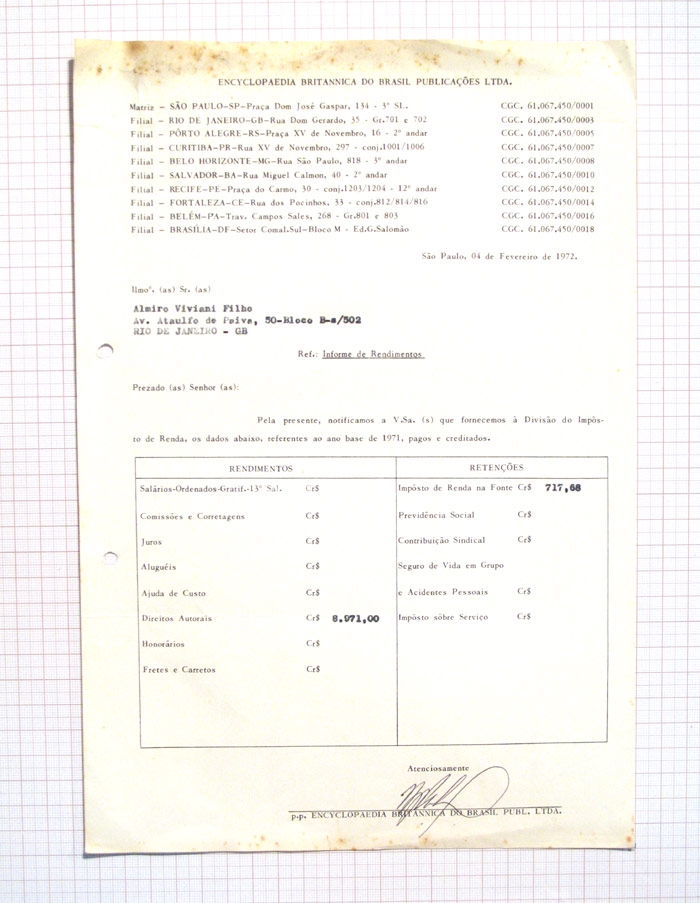 ENCYCLOPAEDIA BRITANNICA DO BRASIL PUBLICAÇÕES LTDA.
Matriz – SÃO PAULO–SP–Praça Dom José Gaspar, 134 - 3º SL. CGC. 61.067.450/0001
Filial – RIO DE JANEIRO–GB–Rua Dom Gerardo, 35 - Gr.701 e 702 CGC. 61.067.450/0003
Filial – PÔRTO ALEGRE–RS–Praça XV de Novembro, 16 - 2º andar CGC. 61.067.450/0005
Filial – CURITIBA–PR–Rua XV de Novembro, 297 - conj.1001/1006 CGC. 61.067.450/0007
Filial – BELO HORIZONTE–MG–Rua São Paulo, 818 - 3º andar CGC. 61.067.450/0008
Filial – SALVADOR–BA–Rua Miguel Calmon, 40 - 2º andar CGC. 61.067.450/0010
Filial – RECIFE–PE–Praça do Carmo, 30 - conj.1203/1204 - 12º andar CGC. 61.067.450/0012
Filial – FORTALEZA–CE–Rua dos Pocinhos, 33 - conj.812/814/816 CGC. 61.067.450/0014
Filial – BELÉM–PA–Trav. Campos Sales, 268 - Gr.801 e 803 CGC. 61.067.450/0016
Filial – BRASÍLIA–DF–Setor Comal.Sul–Bloco M - Ed.G.Salomão CGC. 61.067.450/0018
São Paulo, 04 de Fevereiro de 1972.
Ilmoº. (as) Sr. (as)
Almiro Viviani Filho
Av. Ataulfo de Paiva, 50-Bloco B-s/502
RIO DE JANEIRO - GB
Ref.: Informe de Rendimentos
Prezado (as) Senhor (as):
Pela presente, notificamos a V.Sa. (s) que fornecemos à Divisão do Impôs-
to de Renda, os dados abaixo, referentes ao ano base de 1971, pagos e creditados.
RENDIMENTOS RETENÇÕES
Salários-Ordenados-Gratif.-13º Sal. Cr$ Impôsto de Renda na Fonte Cr$ 717,68
Comissões e Corretagens Cr$ Previdência Social Cr$
Juros Cr$ Contribuição Sindical Cr$
Aluguéis Cr$ Seguro de Vida em Grupo
Ajuda de Custo Cr$ e Acidentes Pessoais Cr$
Direitos Autorais Cr$ 8.971,00 Impôsto sôbre Serviço Cr$
Honorários Cr$
Fretes e Carretos Cr$
Atenciosamente
p.p. ENCYCLOPAEDIA BRITANNICA DO BRASIL PUBL. LTDA.